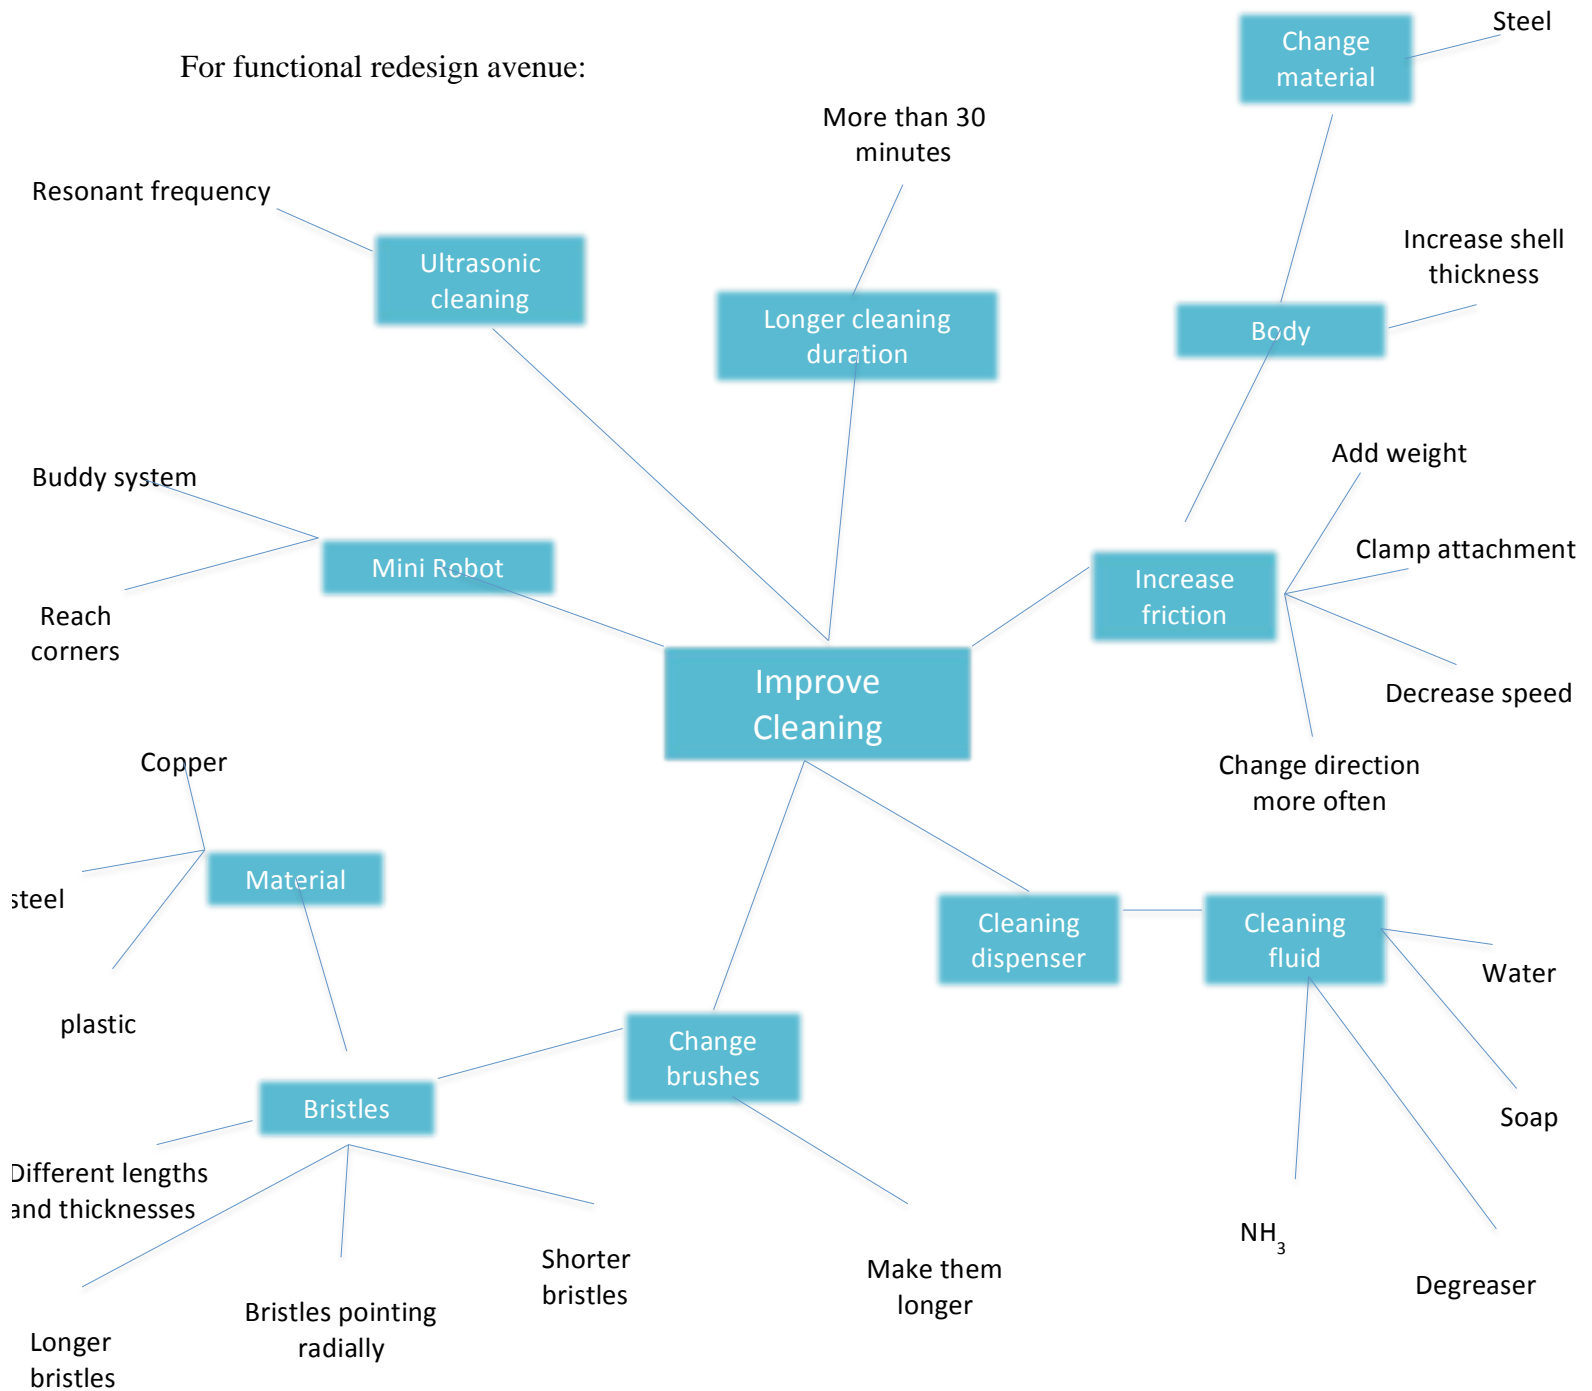 For functional redesign avenue:
Steel
Change
material
More than 30
minutes
Resonant frequency
Increase shell
thickness
Ultrasonic
cleaning
Longer cleaning
duration
Body
Add weight
Buddy system
Clamp attachment
Mini Robot
Increase
friction
Reach
corners
Improve
Cleaning
Decrease speed
Copper
Change direction
more often
Material
steel
Cleaning
dispenser
Cleaning
fluid
Water
plastic
Change
brushes
Bristles
Soap
Different lengths
and thicknesses
NH₃
Shorter
bristles
Make them
longer
Degreaser
Bristles pointing
radially
Longer
bristles